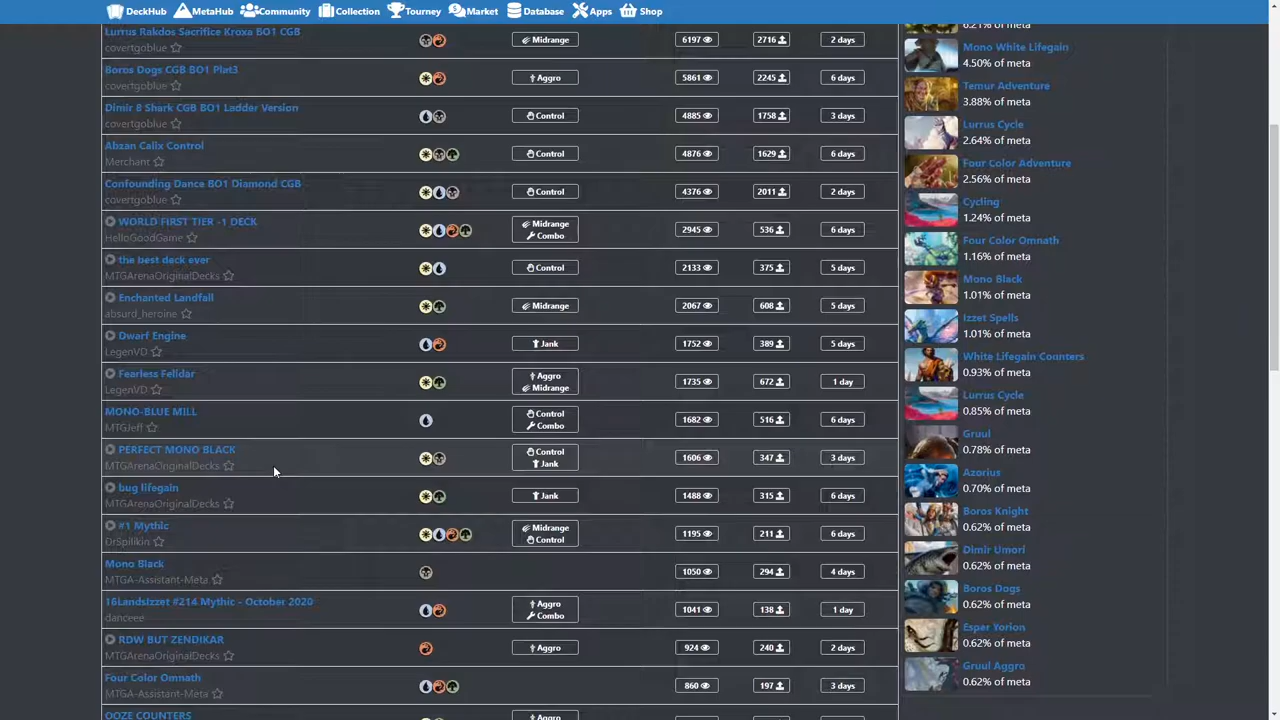 DeckHub MetaHub Community Collection Tourney Market Database Apps Shop
Lurrus Rakdos Sacrifice Kroxa BO1 CGB
covertgoblue
Midrange
6197
2716
2 days
Boros Dogs CGB BO1 Plat3
covertgoblue
Aggro
5861
2245
6 days
Dimir 8 Shark CGB BO1 Ladder Version
covertgoblue
Control
4885
1758
3 days
Abzan Calix Control
Merchant
Control
4876
1629
6 days
Confounding Dance BO1 Diamond CGB
covertgoblue
Control
4376
2011
2 days
WORLD FIRST TIER -1 DECK
HelloGoodGame
Midrange
Combo
2945
536
6 days
the best deck ever
MTGArenaOriginalDecks
Control
2133
375
5 days
Enchanted Landfall
absurd_heroine
Midrange
2067
608
5 days
Dwarf Engine
LegenVD
Jank
1752
389
5 days
Fearless Felidar
LegenVD
Aggro
Midrange
1735
672
1 day
MONO-BLUE MILL
MTGJeff
Control
Combo
1682
516
6 days
PERFECT MONO BLACK
MTGArenaOriginalDecks
Control
Jank
1606
347
3 days
bug lifegain
MTGArenaOriginalDecks
Jank
1488
315
6 days
#1 Mythic
DrSpillikin
Midrange
Control
1195
211
6 days
Mono Black
MTGA-Assistant-Meta
1050
294
4 days
16LandsIzzet #214 Mythic - October 2020
danceee
Aggro
Combo
1041
138
1 day
RDW BUT ZENDIKAR
MTGArenaOriginalDecks
Aggro
924
240
2 days
Four Color Omnath
MTGA-Assistant-Meta
860
197
3 days
OOZE COUNTERS
Aggro
6.21% of meta
Mono White Lifegain
4.50% of meta
Temur Adventure
3.88% of meta
Lurrus Cycle
2.64% of meta
Four Color Adventure
2.56% of meta
Cycling
1.24% of meta
Four Color Omnath
1.16% of meta
Mono Black
1.01% of meta
Izzet Spells
1.01% of meta
White Lifegain Counters
0.93% of meta
Lurrus Cycle
0.85% of meta
Gruul
0.78% of meta
Azorius
0.70% of meta
Boros Knight
0.62% of meta
Dimir Umori
0.62% of meta
Boros Dogs
0.62% of meta
Esper Yorion
0.62% of meta
Gruul Aggro
0.62% of meta